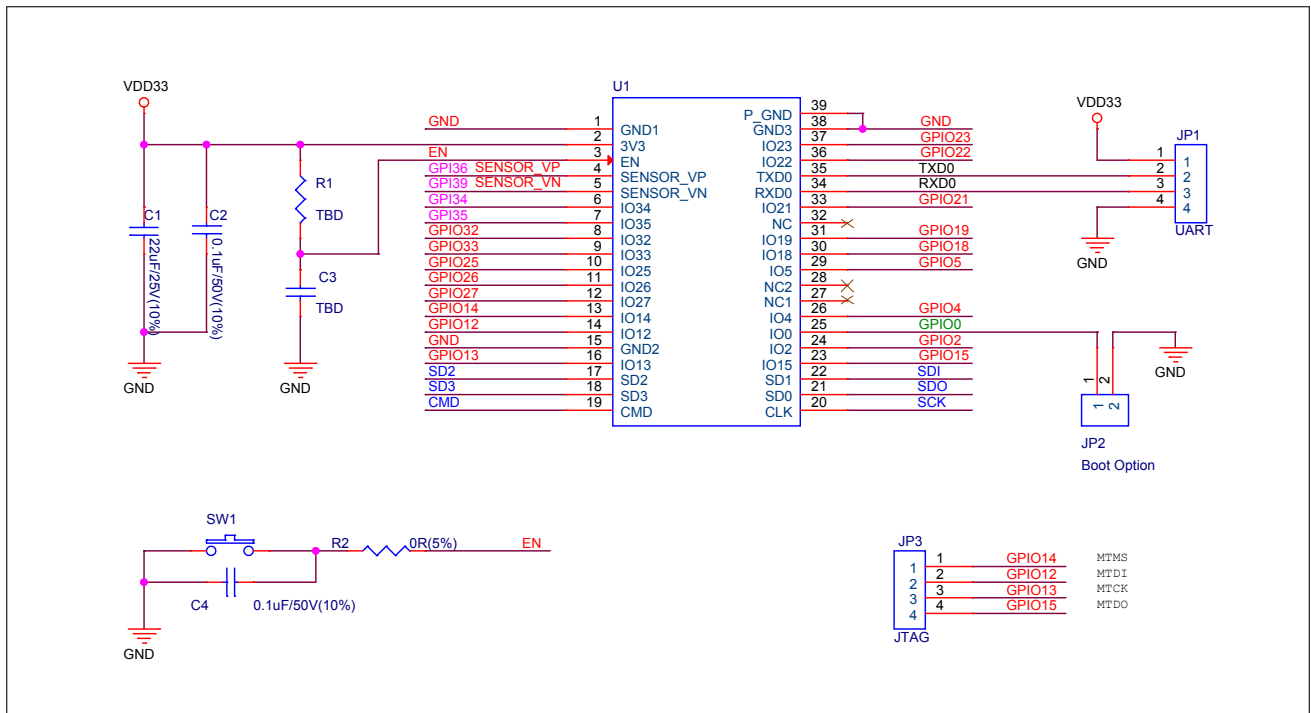 VDD33
U1
VDD33
JP1
GND 1 GND1
2 3V3
EN 3 EN
GPI36 SENSOR_VP 4 SENSOR_VP
GPI39 SENSOR_VN 5 SENSOR_VN
GPI34 6 IO34
GPI35 7 IO35
GPIO32 8 IO32
GPIO33 9 IO33
GPIO25 10 IO25
GPIO26 11 IO26
GPIO27 12 IO27
GPIO14 13 IO14
GPIO12 14 IO12
GND 15 GND2
GPIO13 16 IO13
SD2 17 SD2
SD3 18 SD3
CMD 19 CMD
P_GND 39
GND3 38 GND
IO23 37 GPIO23
IO22 36 GPIO22
TXD0 35 TXD0
RXD0 34 RXD0
IO21 33 GPIO21
NC 32
IO19 31 GPIO19
IO18 30 GPIO18
IO5 29 GPIO5
NC2 28
NC1 27
IO4 26 GPIO4
IO0 25 GPIO0
IO2 24 GPIO2
IO15 23 GPIO15
SD1 22 SDI
SD0 21 SDO
CLK 20 SCK
1 1
2 2
3 3
4 4
UART
GND
R1
TBD
C1
22uF/25V(10%)
C2
0.1uF/50V(10%)
C3
TBD
GND
GND
GND
1 2
1 2
JP2
Boot Option
SW1
R2 0R(5%) EN
C4 0.1uF/50V(10%)
GND
JP3
1 1 GPIO14 MTMS
2 2 GPIO12 MTDI
3 3 GPIO13 MTCK
4 4 GPIO15 MTDO
JTAG